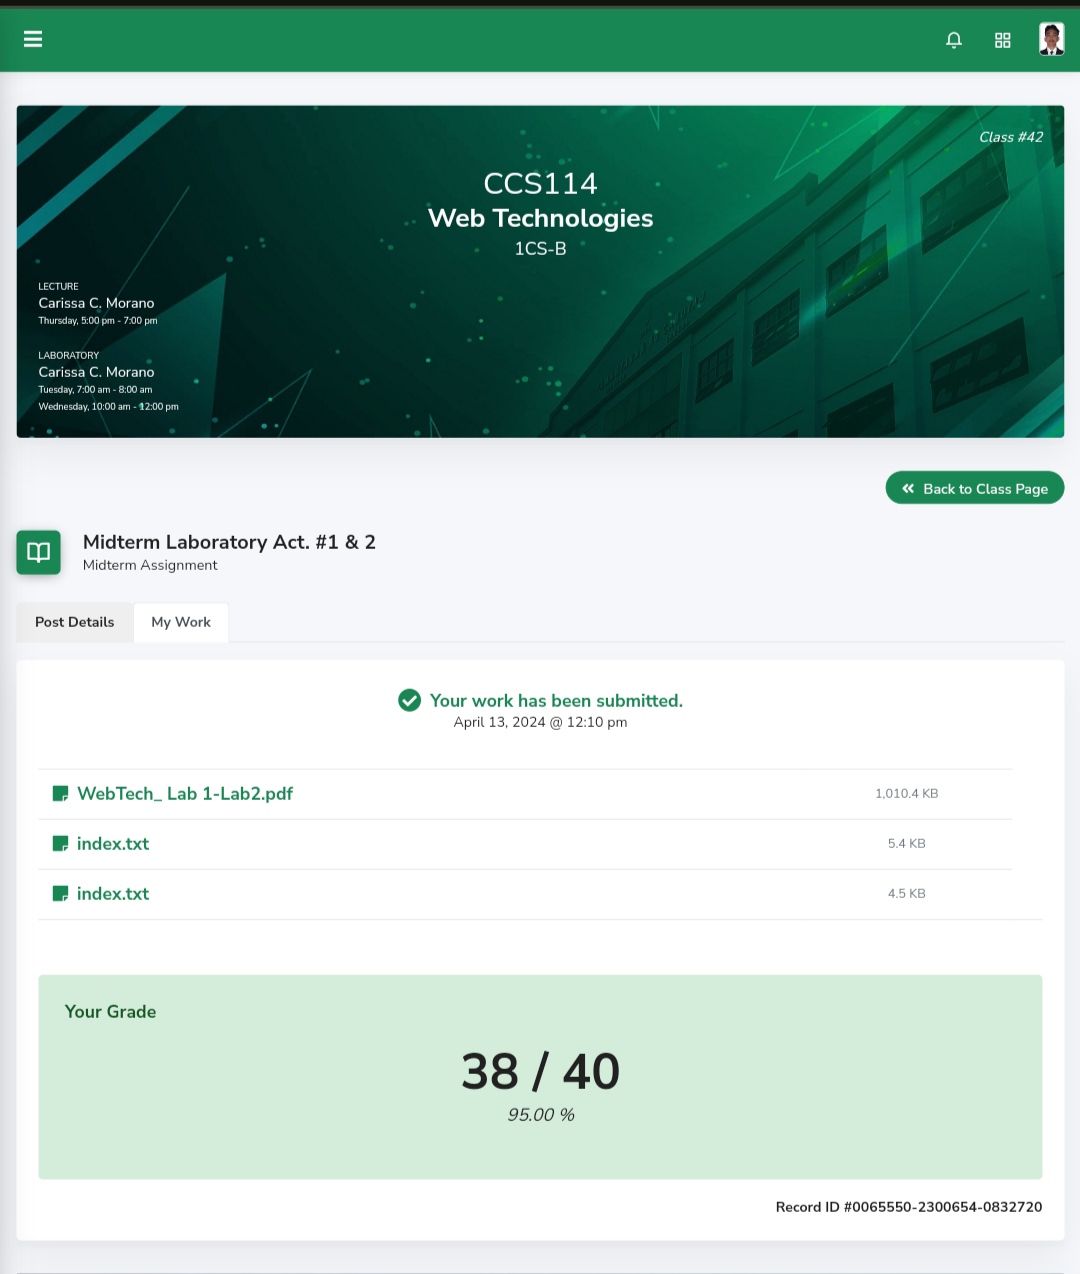 Class #42
CCS114
Web Technologies
1CS-B
LECTURE
Carissa C. Morano
Thursday, 5:00 pm - 7:00 pm
LABORATORY
Carissa C. Morano
Tuesday, 7:00 am - 8:00 am
Wednesday, 10:00 am - 12:00 pm
Back to Class Page
Midterm Laboratory Act. #1 & 2
Midterm Assignment
Post Details My Work
Your work has been submitted.
April 13, 2024 @ 12:10 pm
WebTech_ Lab 1-Lab2.pdf 1,010.4 KB
index.txt 5.4 KB
index.txt 4.5 KB
Your Grade
38 / 40
95.00 %
Record ID #0065550-2300654-0832720